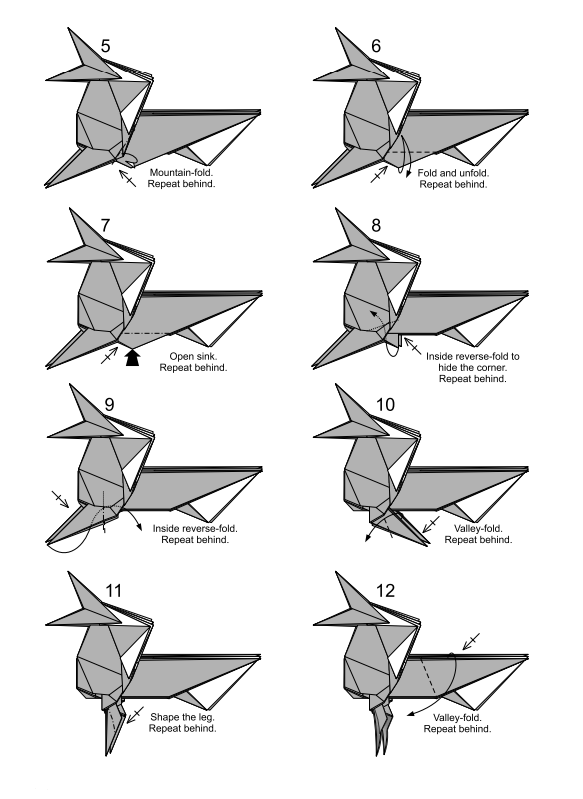 5
Mountain-fold.
Repeat behind.
6
Fold and unfold.
Repeat behind.
7
Open sink.
Repeat behind.
8
Inside reverse-fold to
hide the corner.
Repeat behind.
9
Inside reverse-fold.
Repeat behind.
10
Valley-fold.
Repeat behind.
11
Shape the leg.
Repeat behind.
12
Valley-fold.
Repeat behind.